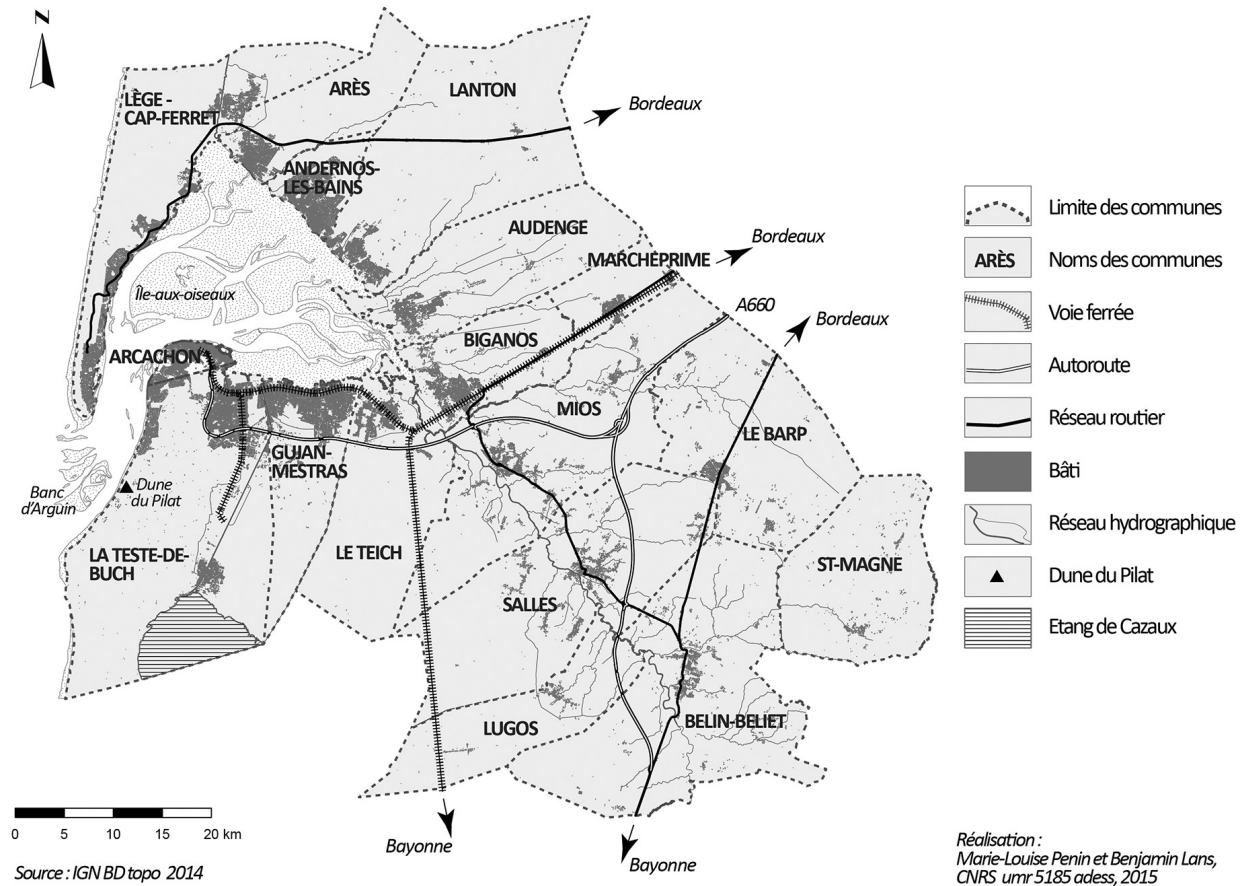 N
LÈGE -
CAP-FERRET
ARÈS
LANTON
Bordeaux
ANDERNOS-
LES-BAINS
AUDENGE
MARCHEPRIME
Bordeaux
Île-aux-oiseaux
A660
Bordeaux
BIGANOS
ARCACHON
MIOS
LE BARP
GUJAN-
MESTRAS
Banc
d'Arguin
Dune
du Pilat
LA TESTE-DE-
BUCH
LE TEICH
ST-MAGNE
SALLES
LUGOS
BELIN-BELIET
Bayonne
Bayonne
0 5 10 15 20 km
Source : IGN BD topo 2014
Limite des communes
ARÈS
Noms des communes
Voie ferrée
Autoroute
Réseau routier
Bâti
Réseau hydrographique
Dune du Pilat
Etang de Cazaux
Réalisation :
Marie-Louise Penin et Benjamin Lans,
CNRS umr 5185 adess, 2015